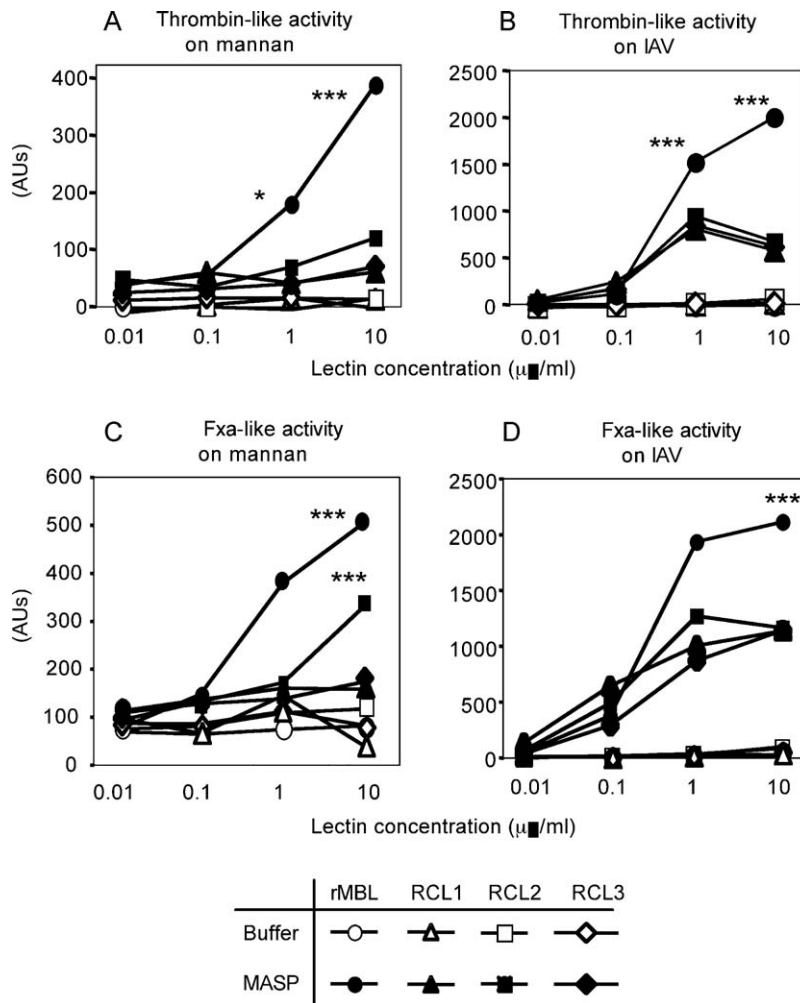 A Thrombin-like activity
on mannan
B Thrombin-like activity
on IAV
(AUs)
400
300
200
100
0
***
*
0.01 0.1 1 10
2500
2000
1500
1000
500
0
***
***
0.01 0.1 1 10
Lectin concentration (μ■/ml)
C Fxa-like activity
on mannan
D Fxa-like activity
on IAV
(AUs)
600
500
400
300
200
100
0
***
***
0.01 0.1 1 10
2500
2000
1500
1000
500
0
***
0.01 0.1 1 10
Lectin concentration (μ■/ml)
rMBL RCL1 RCL2 RCL3
Buffer
MASP